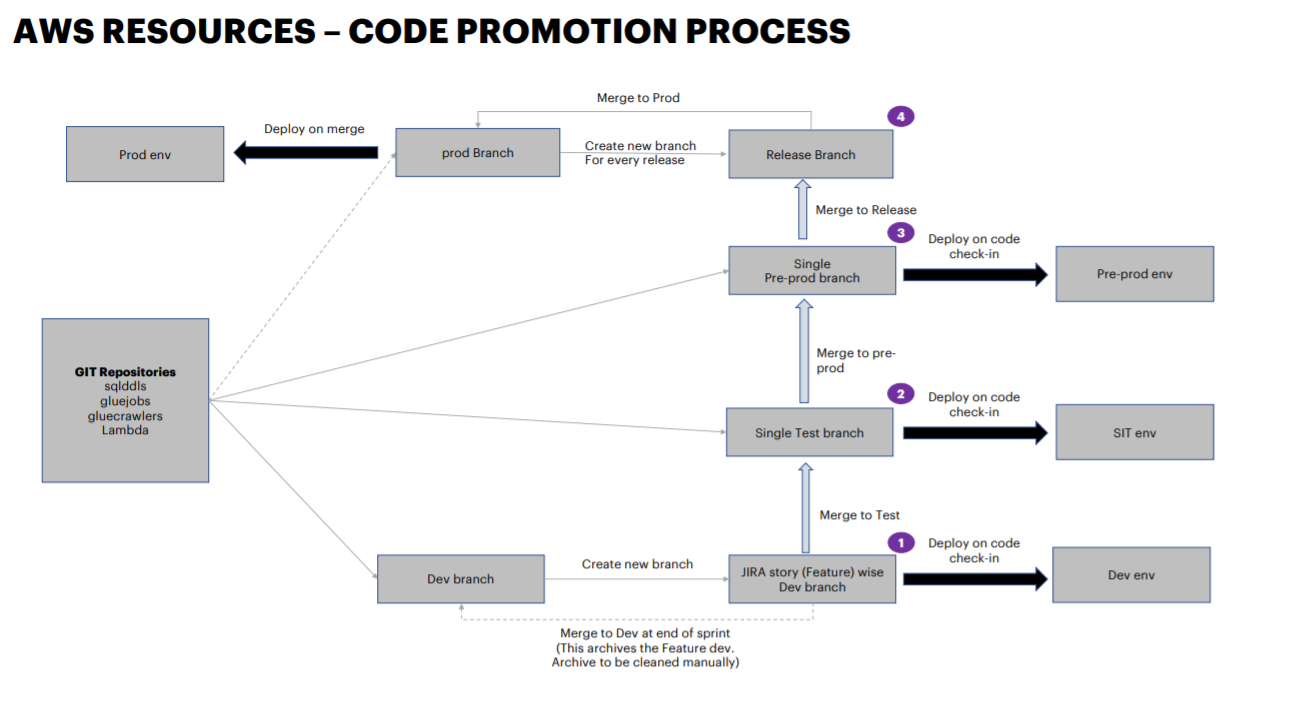 AWS RESOURCES – CODE PROMOTION PROCESS
Merge to Prod
4
Deploy on merge
Prod env
prod Branch
Create new branch
For every release
Release Branch
Merge to Release
3
Deploy on code
check-in
Single
Pre-prod branch
Pre-prod env
GIT Repositories
sqlddls
gluejobs
gluecrawlers
Lambda
Merge to pre-
prod
2
Deploy on code
check-in
Single Test branch
SIT env
Merge to Test
1
Deploy on code
check-in
Dev branch
Create new branch
JIRA story (Feature) wise
Dev branch
Dev env
Merge to Dev at end of sprint
(This archives the Feature dev.
Archive to be cleaned manually)